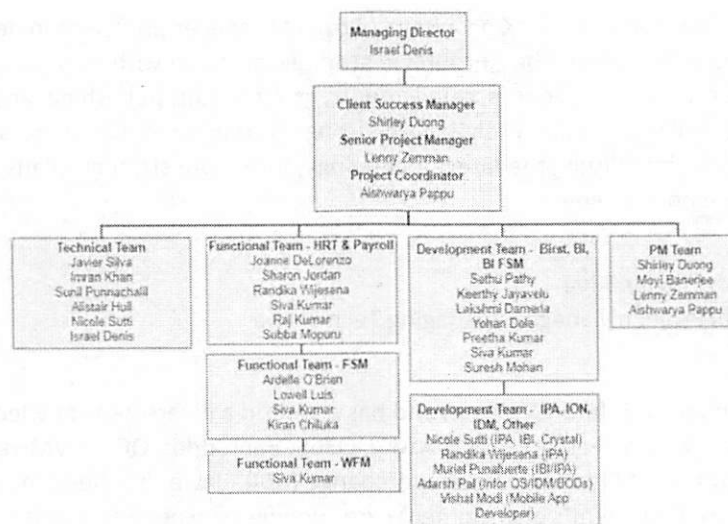 Managing Director
Israel Denis
Client Success Manager
Shirley Duong
Senior Project Manager
Lenny Zemman
Project Coordinator
Aishwarya Pappu
Technical Team
Javier Silva
Imran Khan
Sunil Punnachalil
Alistair Hull
Nicole Sutti
Israel Denis
Functional Team - HRT & Payroll
Joanne DeLorenzo
Sharon Jordan
Randika Wijesena
Siva Kumar
Raj Kumar
Subba Mopuru
Functional Team - FSM
Ardelle O'Brien
Lowell Luis
Siva Kumar
Kiran Chiluka
Functional Team - WFM
Siva Kumar
Development Team - Birst, BI,
BI FSM
Sathu Pathy
Keerthy Jayavelu
Lakshmi Damerla
Yohan Dole
Preetha Kumar
Siva Kumar
Suresh Mohan
Development Team - IPA, ION,
IDM, Other
Nicole Sutti (IPA, IBI, Crystal)
Randika Wijesena (IPA)
Muriel Punafuerte (IBI/IPA)
Adarsh Pal (Infor OS/IDM/BODs)
Vishal Modi (Mobile App
Developer)
PM Team
Shirley Duong
Moyi Banerjee
Lenny Zemman
Aishwarya Pappu